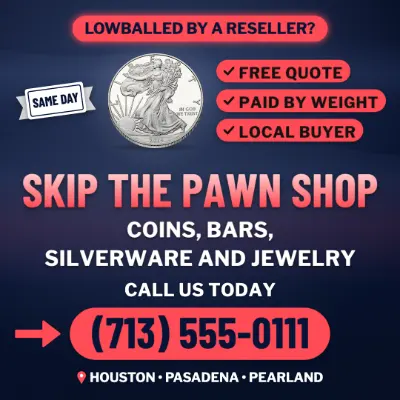 LOWBALLED BY A RESELLER?
FREE QUOTE
SAME DAY
PAID BY WEIGHT
LOCAL BUYER
SKIP THE PAWN SHOP
COINS, BARS,
SILVERWARE AND JEWELRY
CALL US TODAY
(713) 555-0111
HOUSTON • PASADENA • PEARLAND